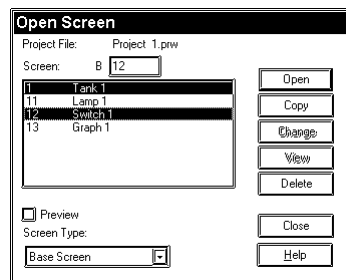 Open Screen
Project File: Project 1.prw
Screen: B 12
Open
1 Tank 1
11 Lamp 1
Copy
12 Switch 1
13 Graph 1
Change
View
Delete
Preview
Screen Type:
Close
Base Screen
Help